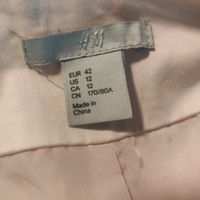 H&M
EUR 42
US 12
CA 12
CN 170/80A
Made in
China